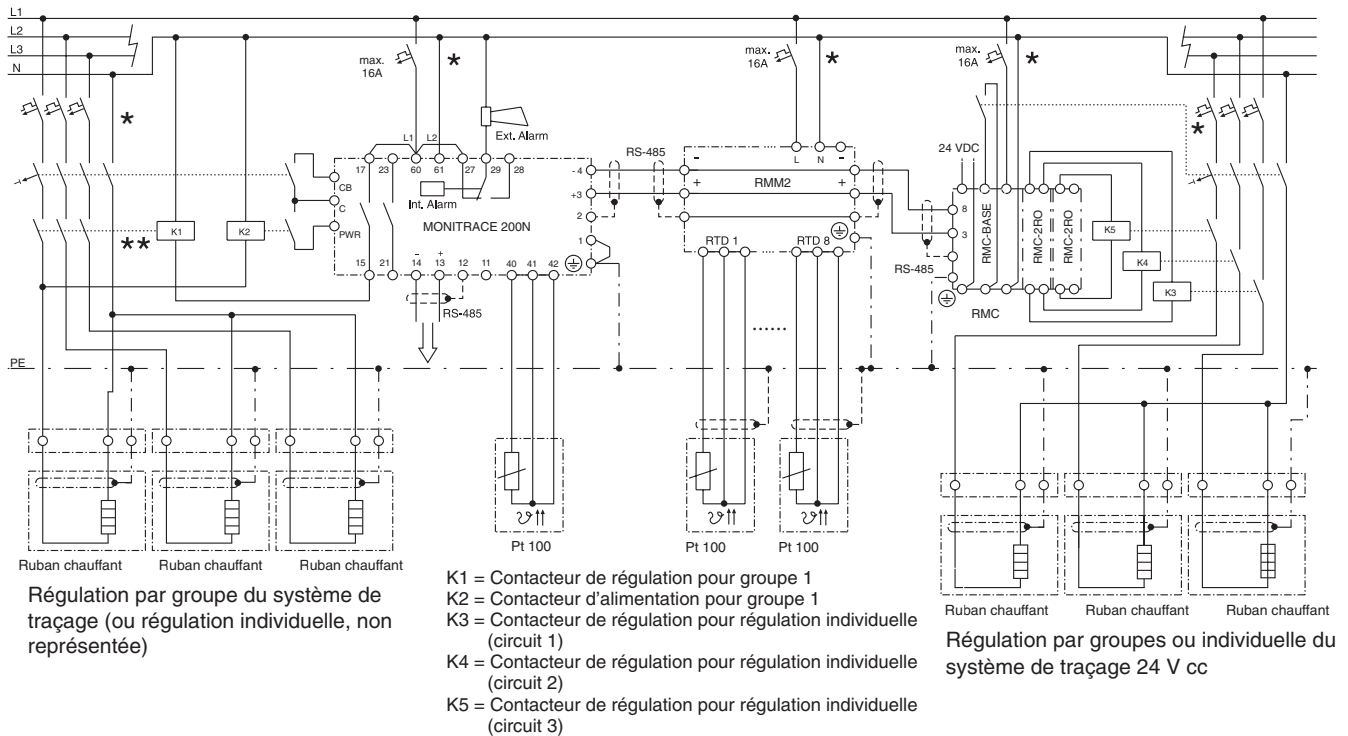 L1
L2
L3
N
max.
16A
*
Ext. Alarm
max.
16A
*
max.
16A
*
*
*
L1
L2
17
23
60
61
27
29
28
CB
C
PWR
Int. Alarm
MONITRACE 200N
- 4
+3
2
1
15
21
14
13
12
11
40
41
42
-
+
RS-485
K1
K2
**
RS-485
L
N
-
-
+
RMM2
+
RTD 1
RTD 8
......
24 VDC
8
3
RS-485
RMC-BASE
RMC-2RO
RMC-2RO
RMC
K5
K4
K3
PE
Ruban chauffant
Ruban chauffant
Ruban chauffant
Pt 100
Pt 100
Pt 100
Ruban chauffant
Ruban chauffant
Ruban chauffant
Régulation par groupe du système de
traçage (ou régulation individuelle, non
représentée)
K1 = Contacteur de régulation pour groupe 1
K2 = Contacteur d'alimentation pour groupe 1
K3 = Contacteur de régulation pour régulation individuelle
(circuit 1)
K4 = Contacteur de régulation pour régulation individuelle
(circuit 2)
K5 = Contacteur de régulation pour régulation individuelle
(circuit 3)
Régulation par groupes ou individuelle du
système de traçage 24 V cc